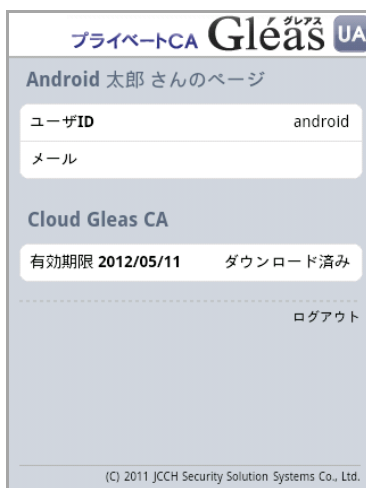 プライベートCA Gléas グレアス UA
Android 太郎 さんのページ
ユーザID android
メール
Cloud Gleas CA
有効期限 2012/05/11 ダウンロード済み
ログアウト
(C) 2011 JCCH Security Solution Systems Co., Ltd.